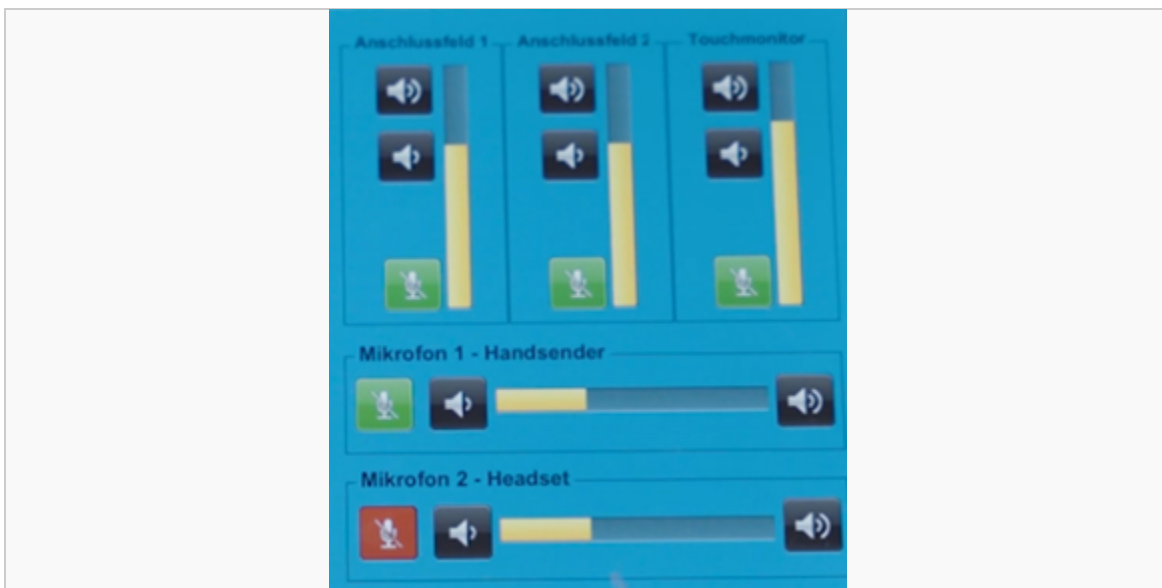 Anschlussfeld 1 Anschlussfeld 2 Touchmonitor
Mikrofon 1 - Handsender
Mikrofon 2 - Headset